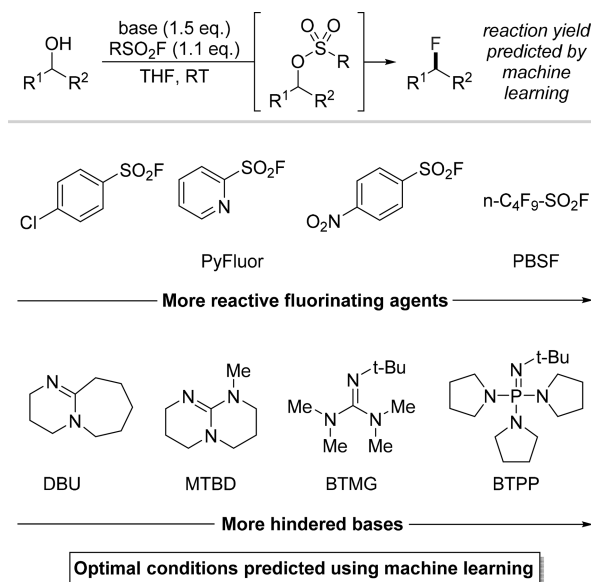 OH
R¹ R²
base (1.5 eq.)
RSO₂F (1.1 eq.)
THF, RT
O O
S
O R
R¹ R²
F
R¹ R²
reaction yield
predicted by
machine
learning
SO₂F
Cl
SO₂F
N
PyFluor
SO₂F
O₂N
n-C₄F₉-SO₂F
PBSF
More reactive fluorinating agents
N
N
DBU
Me
N N
N
MTBD
t-Bu
N
Me N N Me
Me Me
BTMG
t-Bu
N
N P N
N
BTPP
More hindered bases
Optimal conditions predicted using machine learning